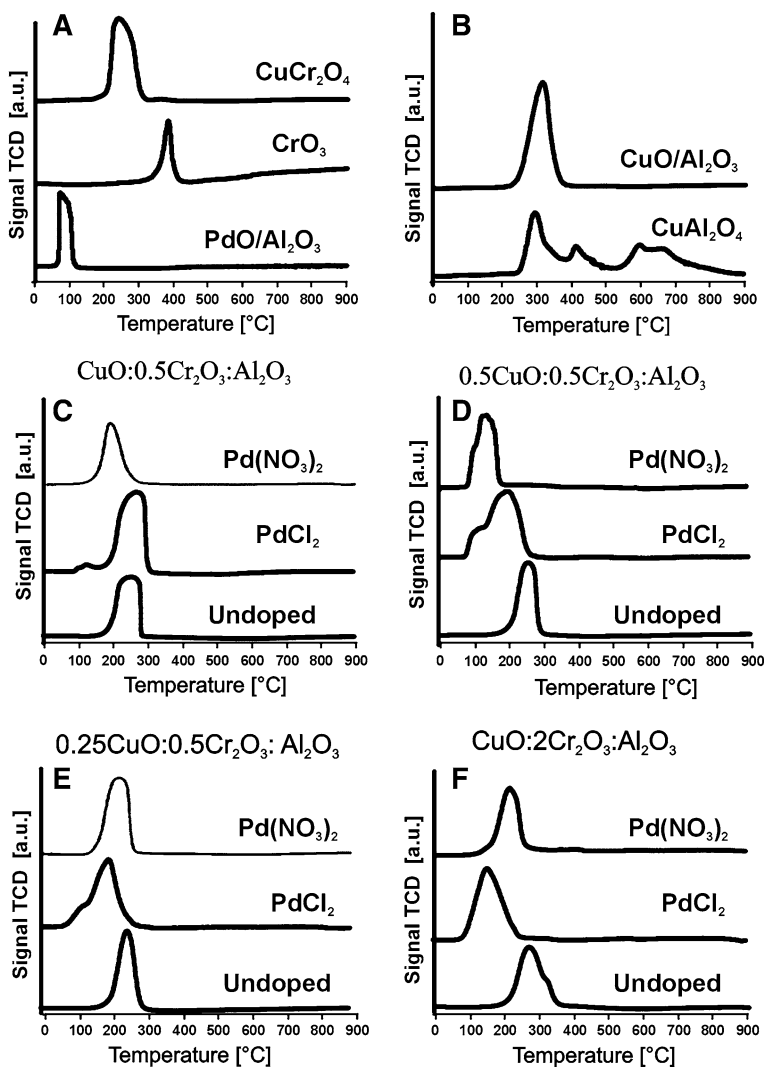 A
Signal TCD [a.u.]
CuCr₂O₄
CrO₃
PdO/Al₂O₃
0 100 200 300 400 500 600 700 800 900
Temperature [°C]
B
Signal TCD [a.u.]
CuO/Al₂O₃
CuAl₂O₄
0 100 200 300 400 500 600 700 800 900
Temperature [°C]
CuO:0.5Cr₂O₃:Al₂O₃
C
Signal TCD [a.u.]
Pd(NO₃)₂
PdCl₂
Undoped
0 100 200 300 400 500 600 700 800 900
Temperature [°C]
0.5CuO:0.5Cr₂O₃:Al₂O₃
D
Signal TCD [a.u.]
Pd(NO₃)₂
PdCl₂
Undoped
0 100 200 300 400 500 600 700 800 900
Temperature [°C]
0.25CuO:0.5Cr₂O₃: Al₂O₃
E
Signal TCD [a.u.]
Pd(NO₃)₂
PdCl₂
Undoped
0 100 200 300 400 500 600 700 800 900
Temperature [°C]
CuO:2Cr₂O₃:Al₂O₃
F
Signal TCD [a.u.]
Pd(NO₃)₂
PdCl₂
Undoped
0 100 200 300 400 500 600 700 800 900
Temperature [°C]